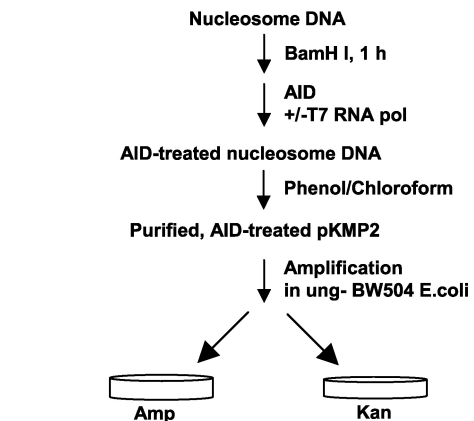 Nucleosome DNA
BamH I, 1 h
AID
+/-T7 RNA pol
AID-treated nucleosome DNA
Phenol/Chloroform
Purified, AID-treated pKMP2
Amplification
in ung- BW504 E.coli
Amp
Kan